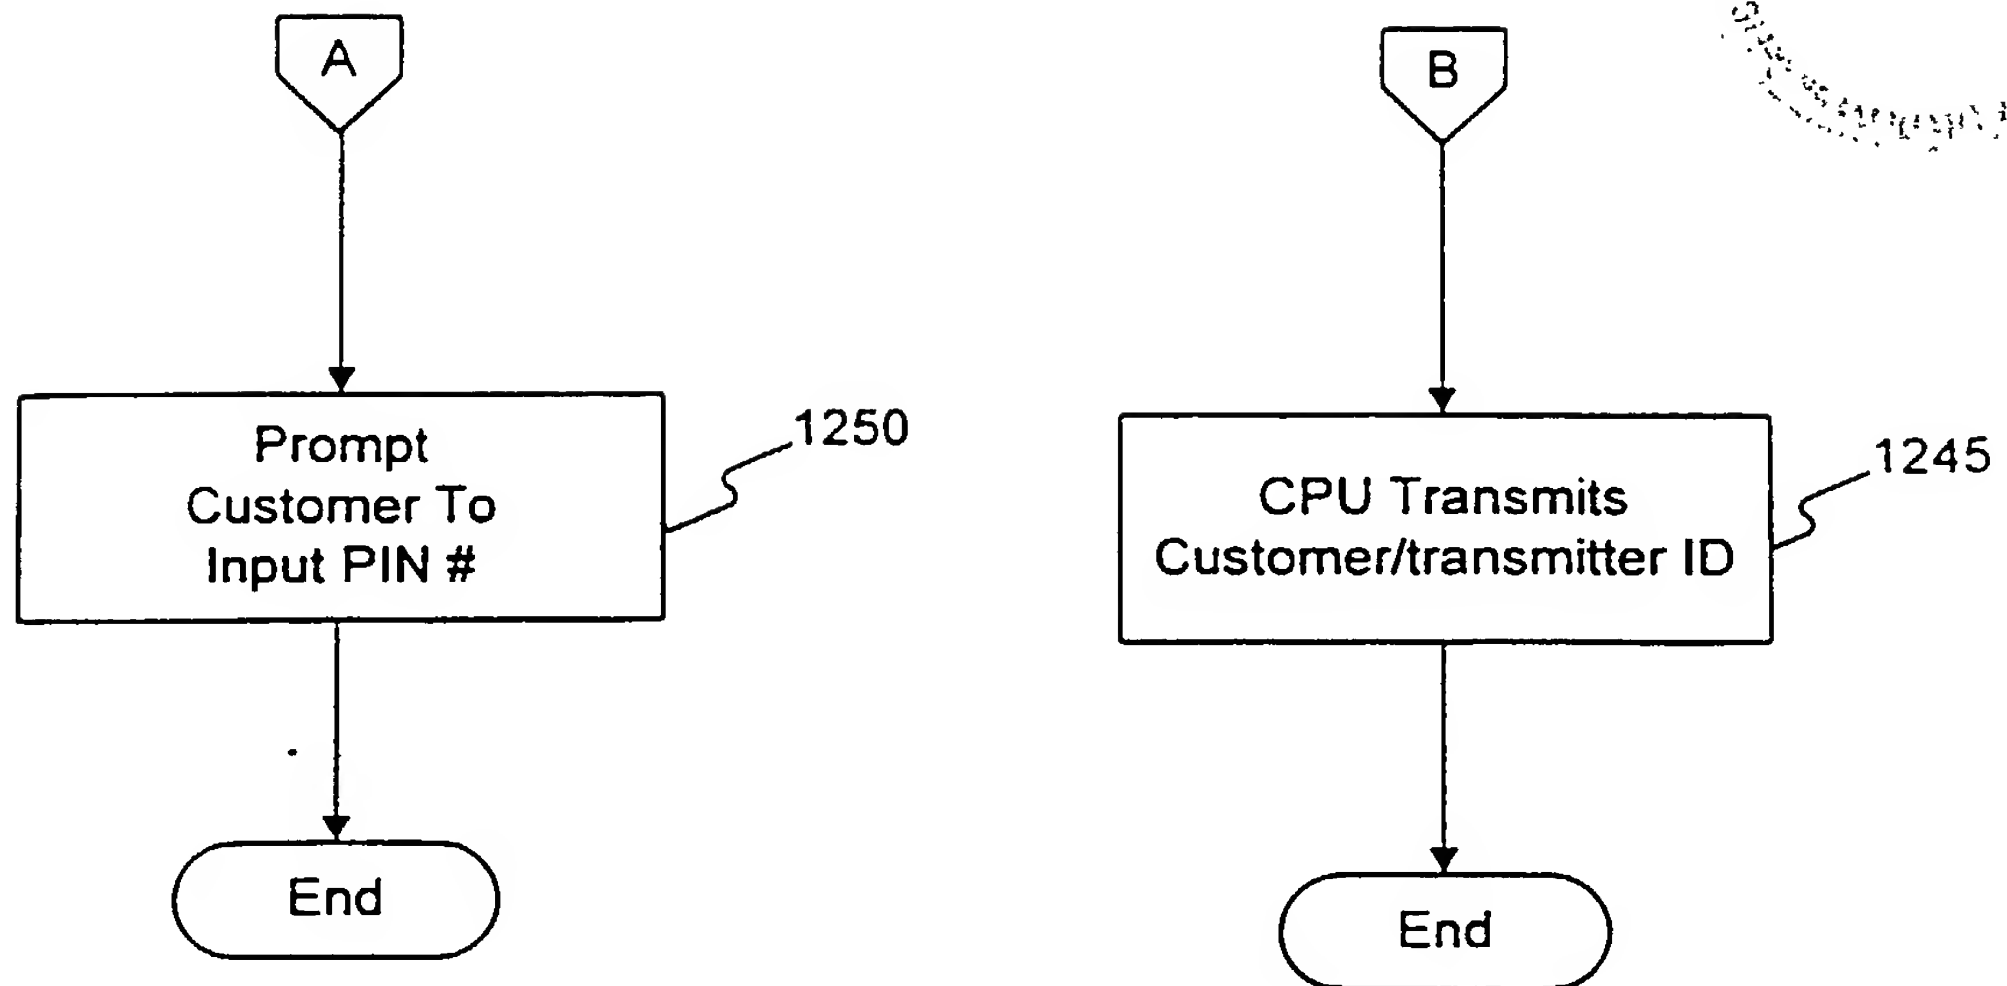 A
Prompt
Customer To
Input PIN #
1250
End
B
CPU Transmits
Customer/transmitter ID
1245
End